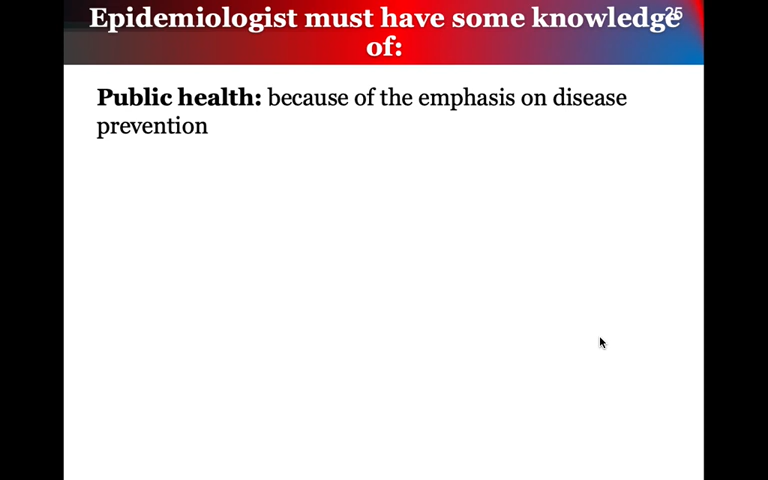 Epidemiologist must have some knowledge
25
of:
Public health: because of the emphasis on disease
prevention